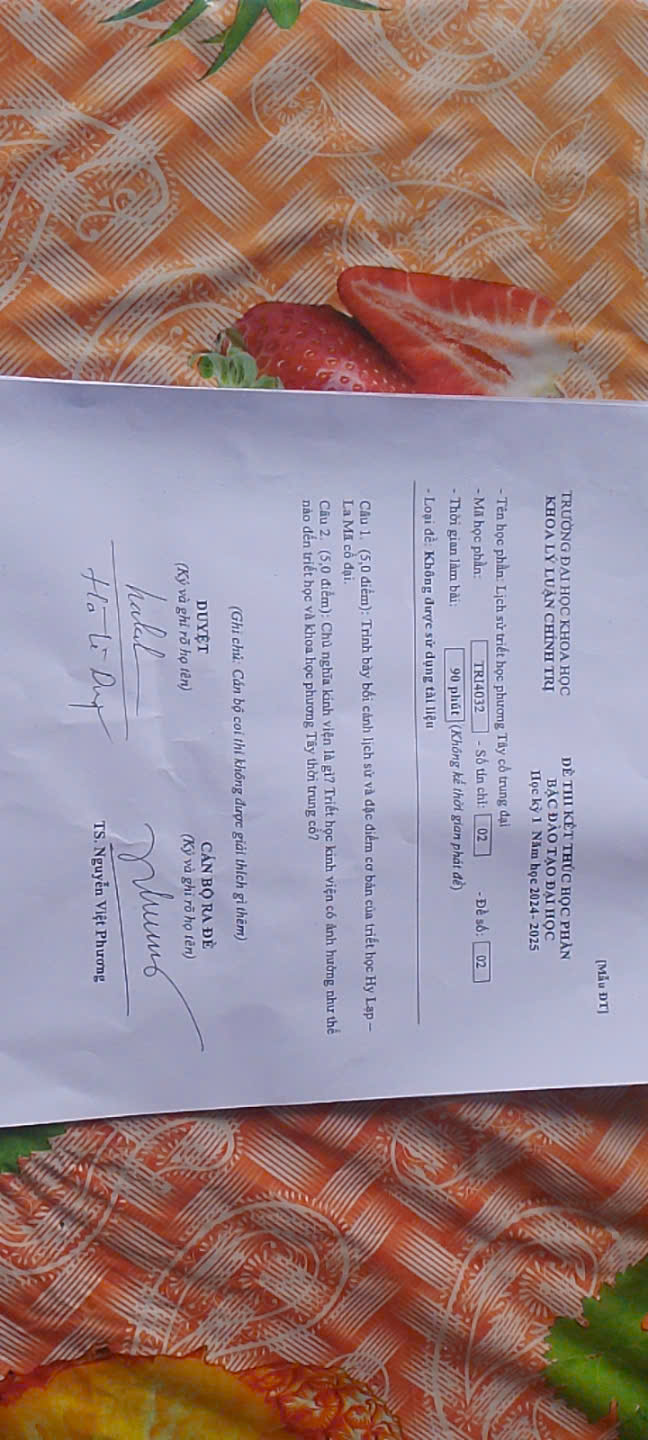 [Mẫu ĐT]
TRƯỜNG ĐẠI HỌC KHOA HỌC
KHOA LÝ LUẬN CHÍNH TRỊ
ĐỀ THI KẾT THÚC HỌC PHẦN
BẬC ĐÀO TẠO ĐẠI HỌC
Học kỳ 1 Năm học 2024 - 2025
- Tên học phần: Lịch sử triết học phương Tây cổ trung đại
- Mã học phần: TRI4032 - Số tín chỉ: 02 - Đề số: 02
- Thời gian làm bài: 90 phút (Không kể thời gian phát đề)
- Loại đề: Không được sử dụng tài liệu
Câu 1. (5,0 điểm): Trình bày bối cảnh lịch sử và đặc điểm cơ bản của triết học Hy Lạp –
La Mã cổ đại.
Câu 2. (5,0 điểm): Chủ nghĩa kinh viện là gì? Triết học kinh viện có ảnh hưởng như thế
nào đến triết học và khoa học phương Tây thời trung cổ?
(Ghi chú: Cán bộ coi thi không được giải thích gì thêm)
DUYỆT
(Ký và ghi rõ họ tên)
CÁN BỘ RA ĐỀ
(Ký và ghi rõ họ tên)
TS. Nguyễn Việt Phương